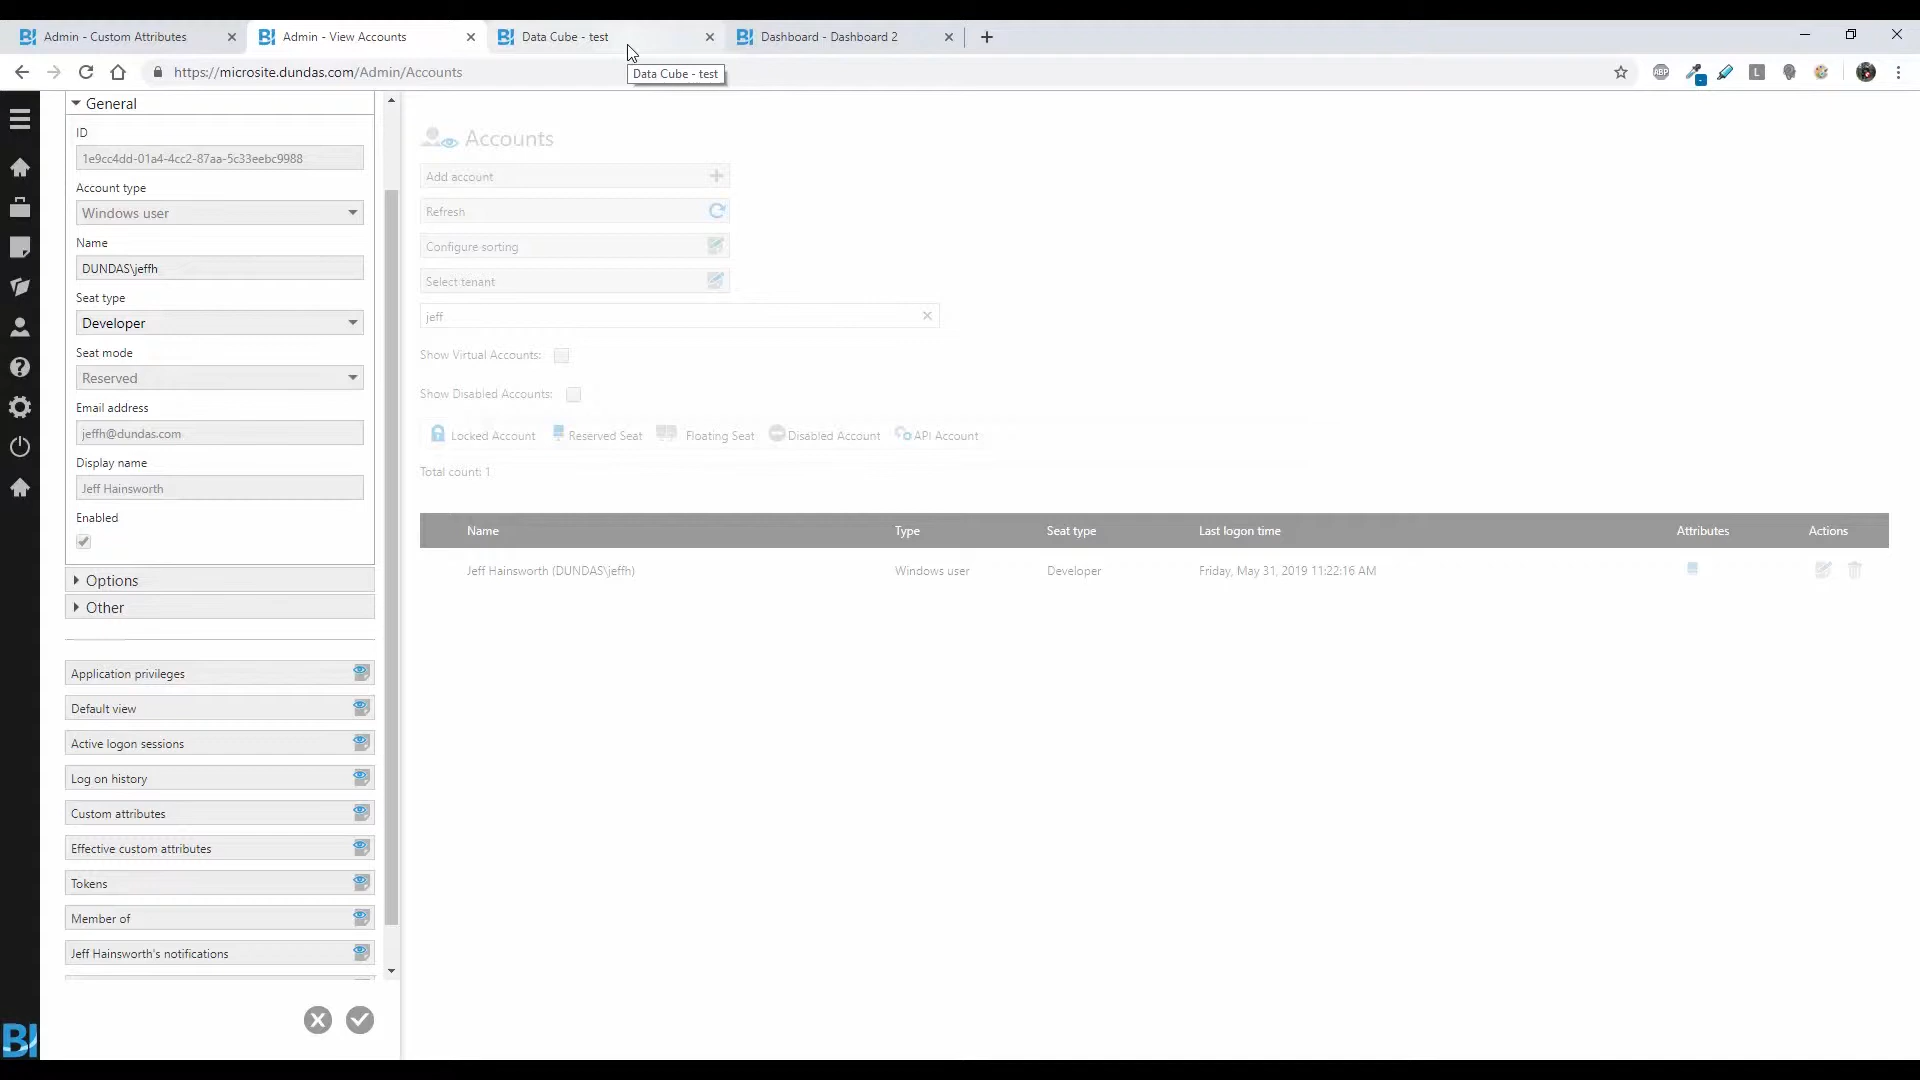 Admin - Custom Attributes
Admin - View Accounts
Data Cube - test
Dashboard - Dashboard 2
https://microsite.dundas.com/Admin/Accounts
Data Cube - test
ABP
L
General
ID
1e9cc4dd-01a4-4cc2-87aa-5c33eebc9988
Account type
Windows user
Name
DUNDAS\jeffh
Seat type
Developer
Seat mode
Reserved
Email address
jeffh@dundas.com
Display name
Jeff Hainsworth
Enabled
Options
Other
Application privileges
Default view
Active logon sessions
Log on history
Custom attributes
Effective custom attributes
Tokens
Member of
Jeff Hainsworth's notifications
BI
Accounts
Add account
Refresh
Configure sorting
Select tenant
jeff
Show Virtual Accounts:
Show Disabled Accounts:
Locked Account Reserved Seat Floating Seat Disabled Account API Account
Total count: 1
Name Type Seat type Last logon time Attributes Actions
Jeff Hainsworth (DUNDAS\jeffh) Windows user Developer Friday, May 31, 2019 11:22:16 AM